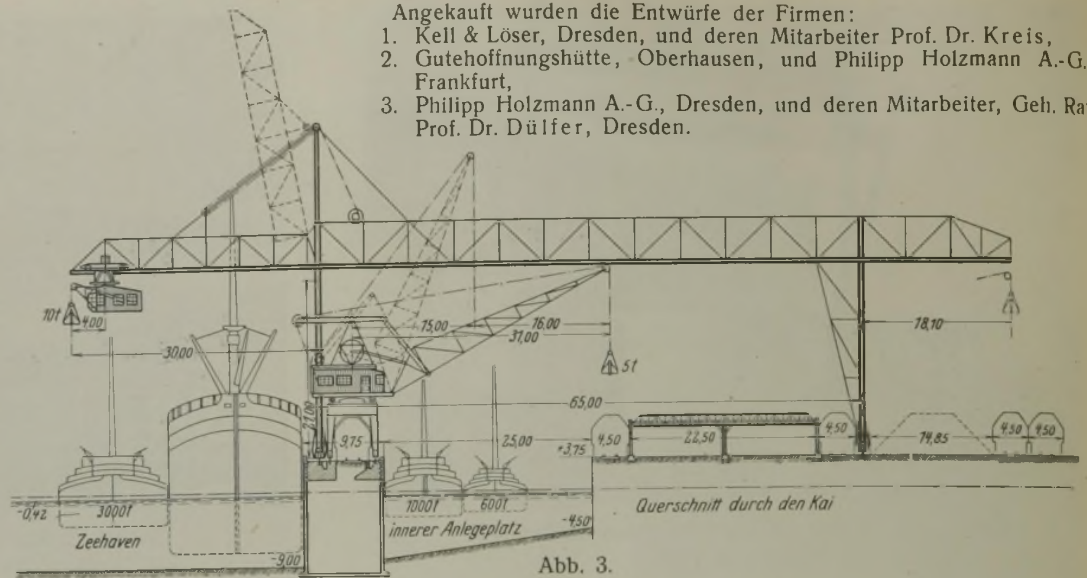 Angekauft wurden die Entwürfe der Firmen:
1. Kell & Löser, Dresden, und deren Mitarbeiter Prof. Dr. Kreis,
2. Gutehoffnungshütte, Oberhausen, und Philipp Holzmann A.-G.
Frankfurt,
3. Philipp Holzmann A.-G., Dresden, und deren Mitarbeiter, Geh. Ra
Prof. Dr. Dülfer, Dresden.
10t
4.00
30,00
15,00
16,00
31,00
5t
18,10
65,00
21,00
9,75
25,00
+3,75
4,50
22,50
4,50
14,85
4,50
4,50
-0,42
3000t
1000t
600t
Zeehaven
innerer Anlegeplatz
-4,50
Querschnitt durch den Kai
-9,00
Abb. 3.